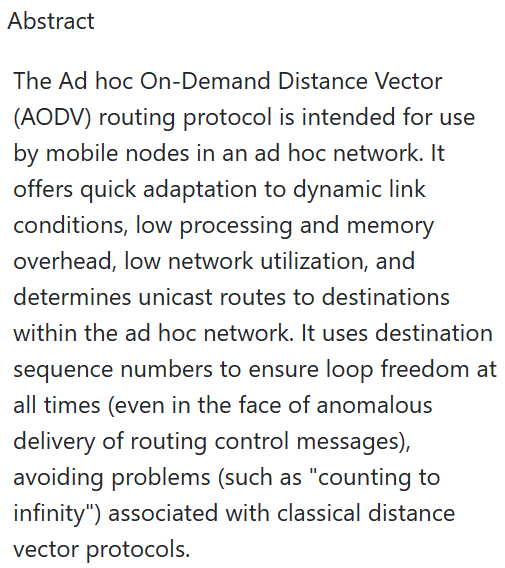 Abstract
The Ad hoc On-Demand Distance Vector
(AODV) routing protocol is intended for use
by mobile nodes in an ad hoc network. It
offers quick adaptation to dynamic link
conditions, low processing and memory
overhead, low network utilization, and
determines unicast routes to destinations
within the ad hoc network. It uses destination
sequence numbers to ensure loop freedom at
all times (even in the face of anomalous
delivery of routing control messages),
avoiding problems (such as "counting to
infinity") associated with classical distance
vector protocols.